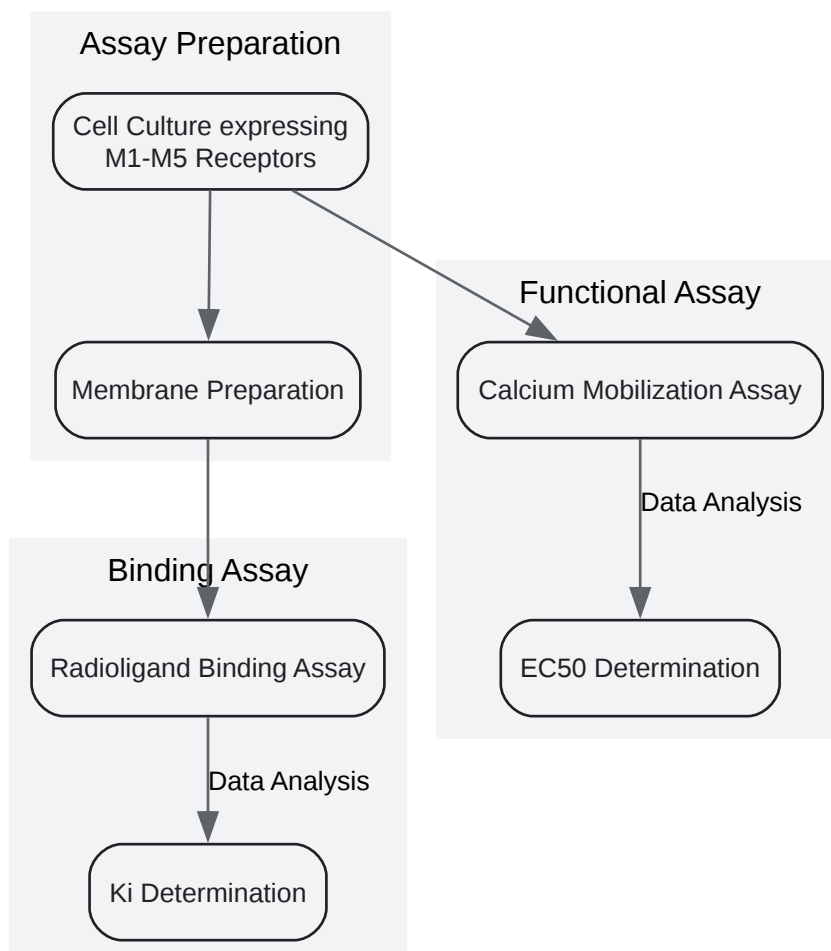 Assay Preparation
Cell Culture expressing
M1-M5 Receptors
Functional Assay
Membrane Preparation
Calcium Mobilization Assay
Data Analysis
Binding Assay
Radioligand Binding Assay
EC50 Determination
Data Analysis
Ki Determination